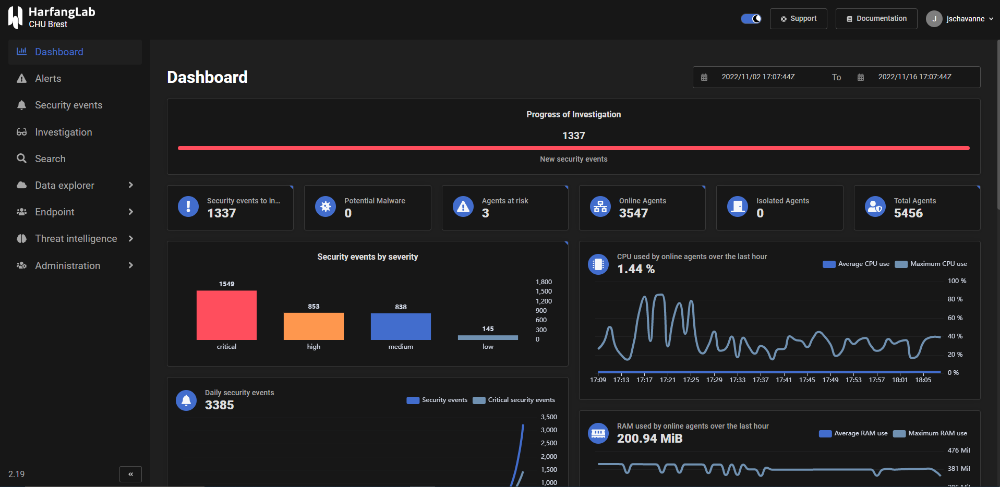 HarfangLab
CHU Brest
Support
Documentation
J
jschavanne
Dashboard
Alerts
Security events
Investigation
Search
Data explorer
Endpoint
Threat intelligence
Administration
2.19
«
Dashboard
2022/11/02 17:07:44Z To 2022/11/16 17:07:44Z
Progress of Investigation
1337
New security events
Security events to in...
1337
Potential Malware
0
Agents at risk
3
Online Agents
3547
Isolated Agents
0
Total Agents
5456
Security events by severity
1549
853
838
145
1,800
1,500
1,200
900
600
300
0
critical high medium low
CPU used by online agents over the last hour
1.44 %
Average CPU use Maximum CPU use
100 %
80 %
60 %
40 %
20 %
0 %
17:09 17:13 17:17 17:21 17:25 17:29 17:33 17:37 17:41 17:45 17:49 17:53 17:57 18:01 18:05
Daily security events
3385
Security events Critical security events
3,500
3,000
2,500
2,000
1,500
1,000
RAM used by online agents over the last hour
200.94 MiB
Average RAM use Maximum RAM use
476 Mil
381 Mil